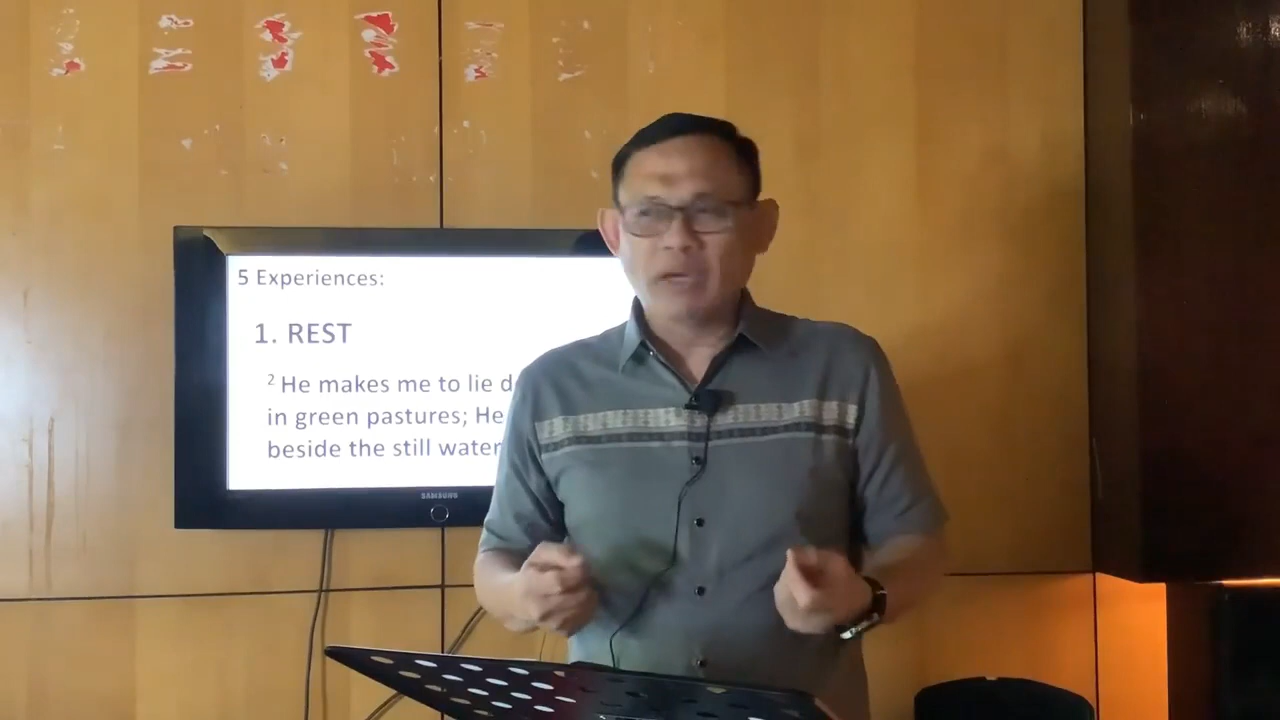 5 Experiences:
1. REST
2 He makes me to lie d
in green pastures; He
beside the still water
SAMSUNG